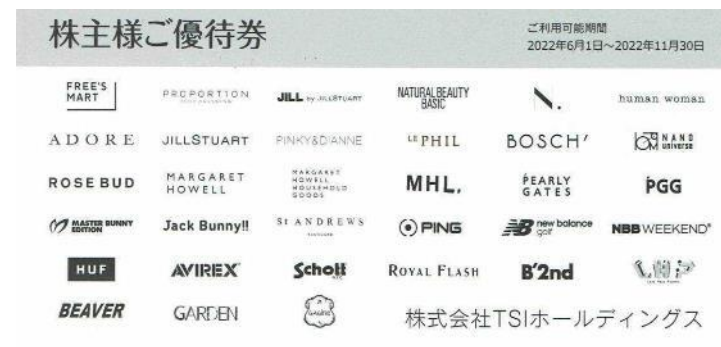 株主様ご優待券
ご利用可能期間
2022年6月1日~2022年11月30日
FREE'S
MART
PROPORTION
JILL by JILLSTUART
NATURAL BEAUTY
BASIC
N.
human woman
ADORE
JILLSTUART
PINKY&DIANNE
LE PHIL
BOSCH
NANO
universe
ROSE BUD
MARGARET
HOWELL
MARGARET
HOWELL
HOUSEHOLD
GOODS
MHL.
PEARLY
GATES
PGG
MASTER BUNNY
EDITION
Jack Bunny!!
St ANDREWS
PING
new balance
golf
NBB WEEKEND
HUF
AVIREX
Schott
ROYAL FLASH
B'2nd
BEAVER
GARDEN
株式会社TSIホールディングス